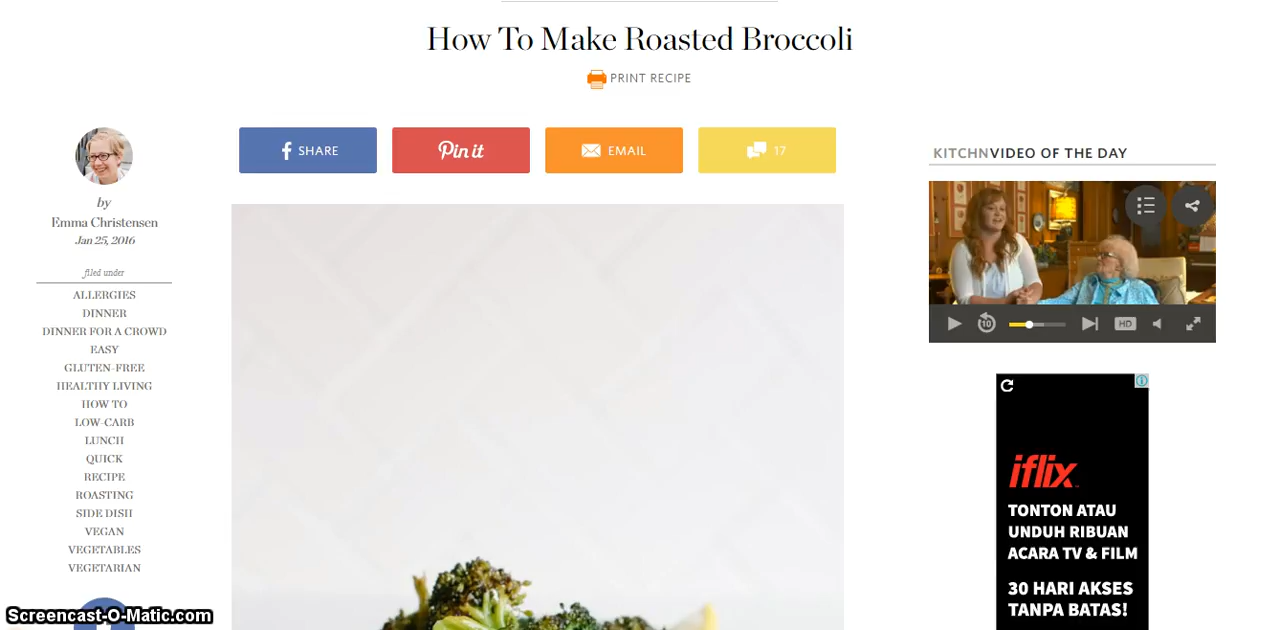 How To Make Roasted Broccoli
PRINT RECIPE
SHARE
Pin it
EMAIL
17
by
Emma Christensen
Jan 25, 2016
filed under
ALLERGIES
DINNER
DINNER FOR A CROWD
EASY
GLUTEN-FREE
HEALTHY LIVING
HOW TO
LOW-CARB
LUNCH
QUICK
RECIPE
ROASTING
SIDE DISH
VEGAN
VEGETABLES
VEGETARIAN
KITCHNVIDEO OF THE DAY
10
HD
iflix
TONTON ATAU
UNDUH RIBUAN
ACARA TV & FILM
30 HARI AKSES
TANPA BATAS!
Screencast-O-Matic.com